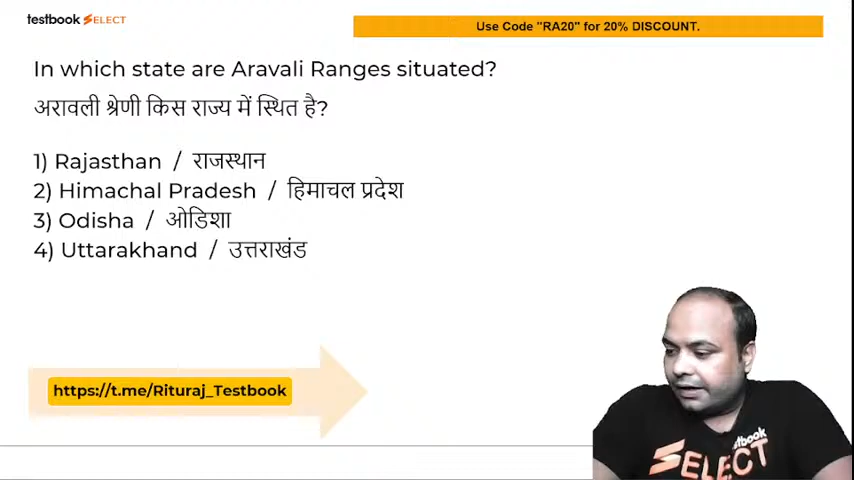 testbook SELECT
Use Code "RA20" for 20% DISCOUNT.
In which state are Aravali Ranges situated?
अरावली श्रेणी किस राज्य में स्थित है?
1) Rajasthan / राजस्थान
2) Himachal Pradesh / हिमाचल प्रदेश
3) Odisha / ओडिशा
4) Uttarakhand / उत्तराखंड
https://t.me/Rituraj_Testbook
testbook
SELECT